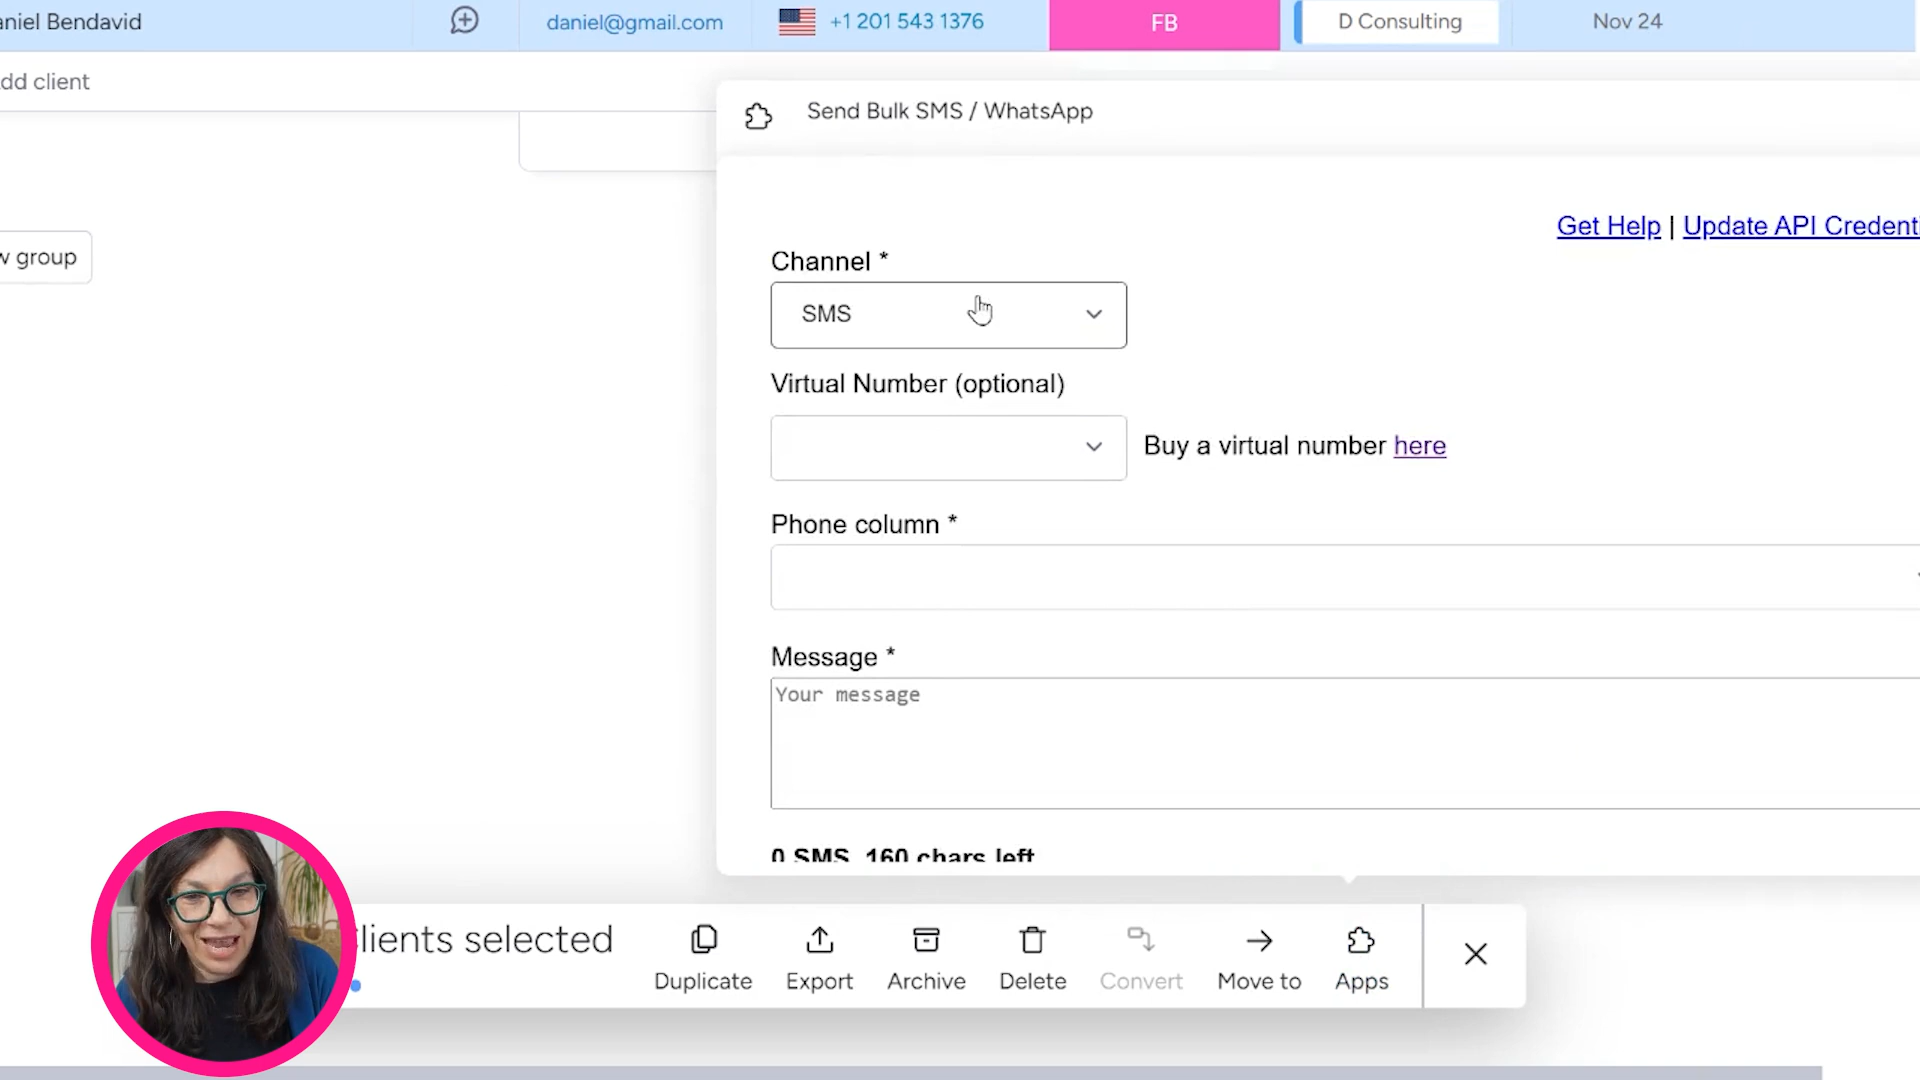 aniel Bendavid
daniel@gmail.com
+1 201 543 1376
FB
D Consulting
Nov 24
dd client
Send Bulk SMS / WhatsApp
Get Help | Update API Credenti
w group
Channel *
SMS
Virtual Number (optional)
Buy a virtual number here
Phone column *
Message *
Your message
0 SMS, 160 chars left
lients selected
Duplicate
Export
Archive
Delete
Convert
Move to
Apps